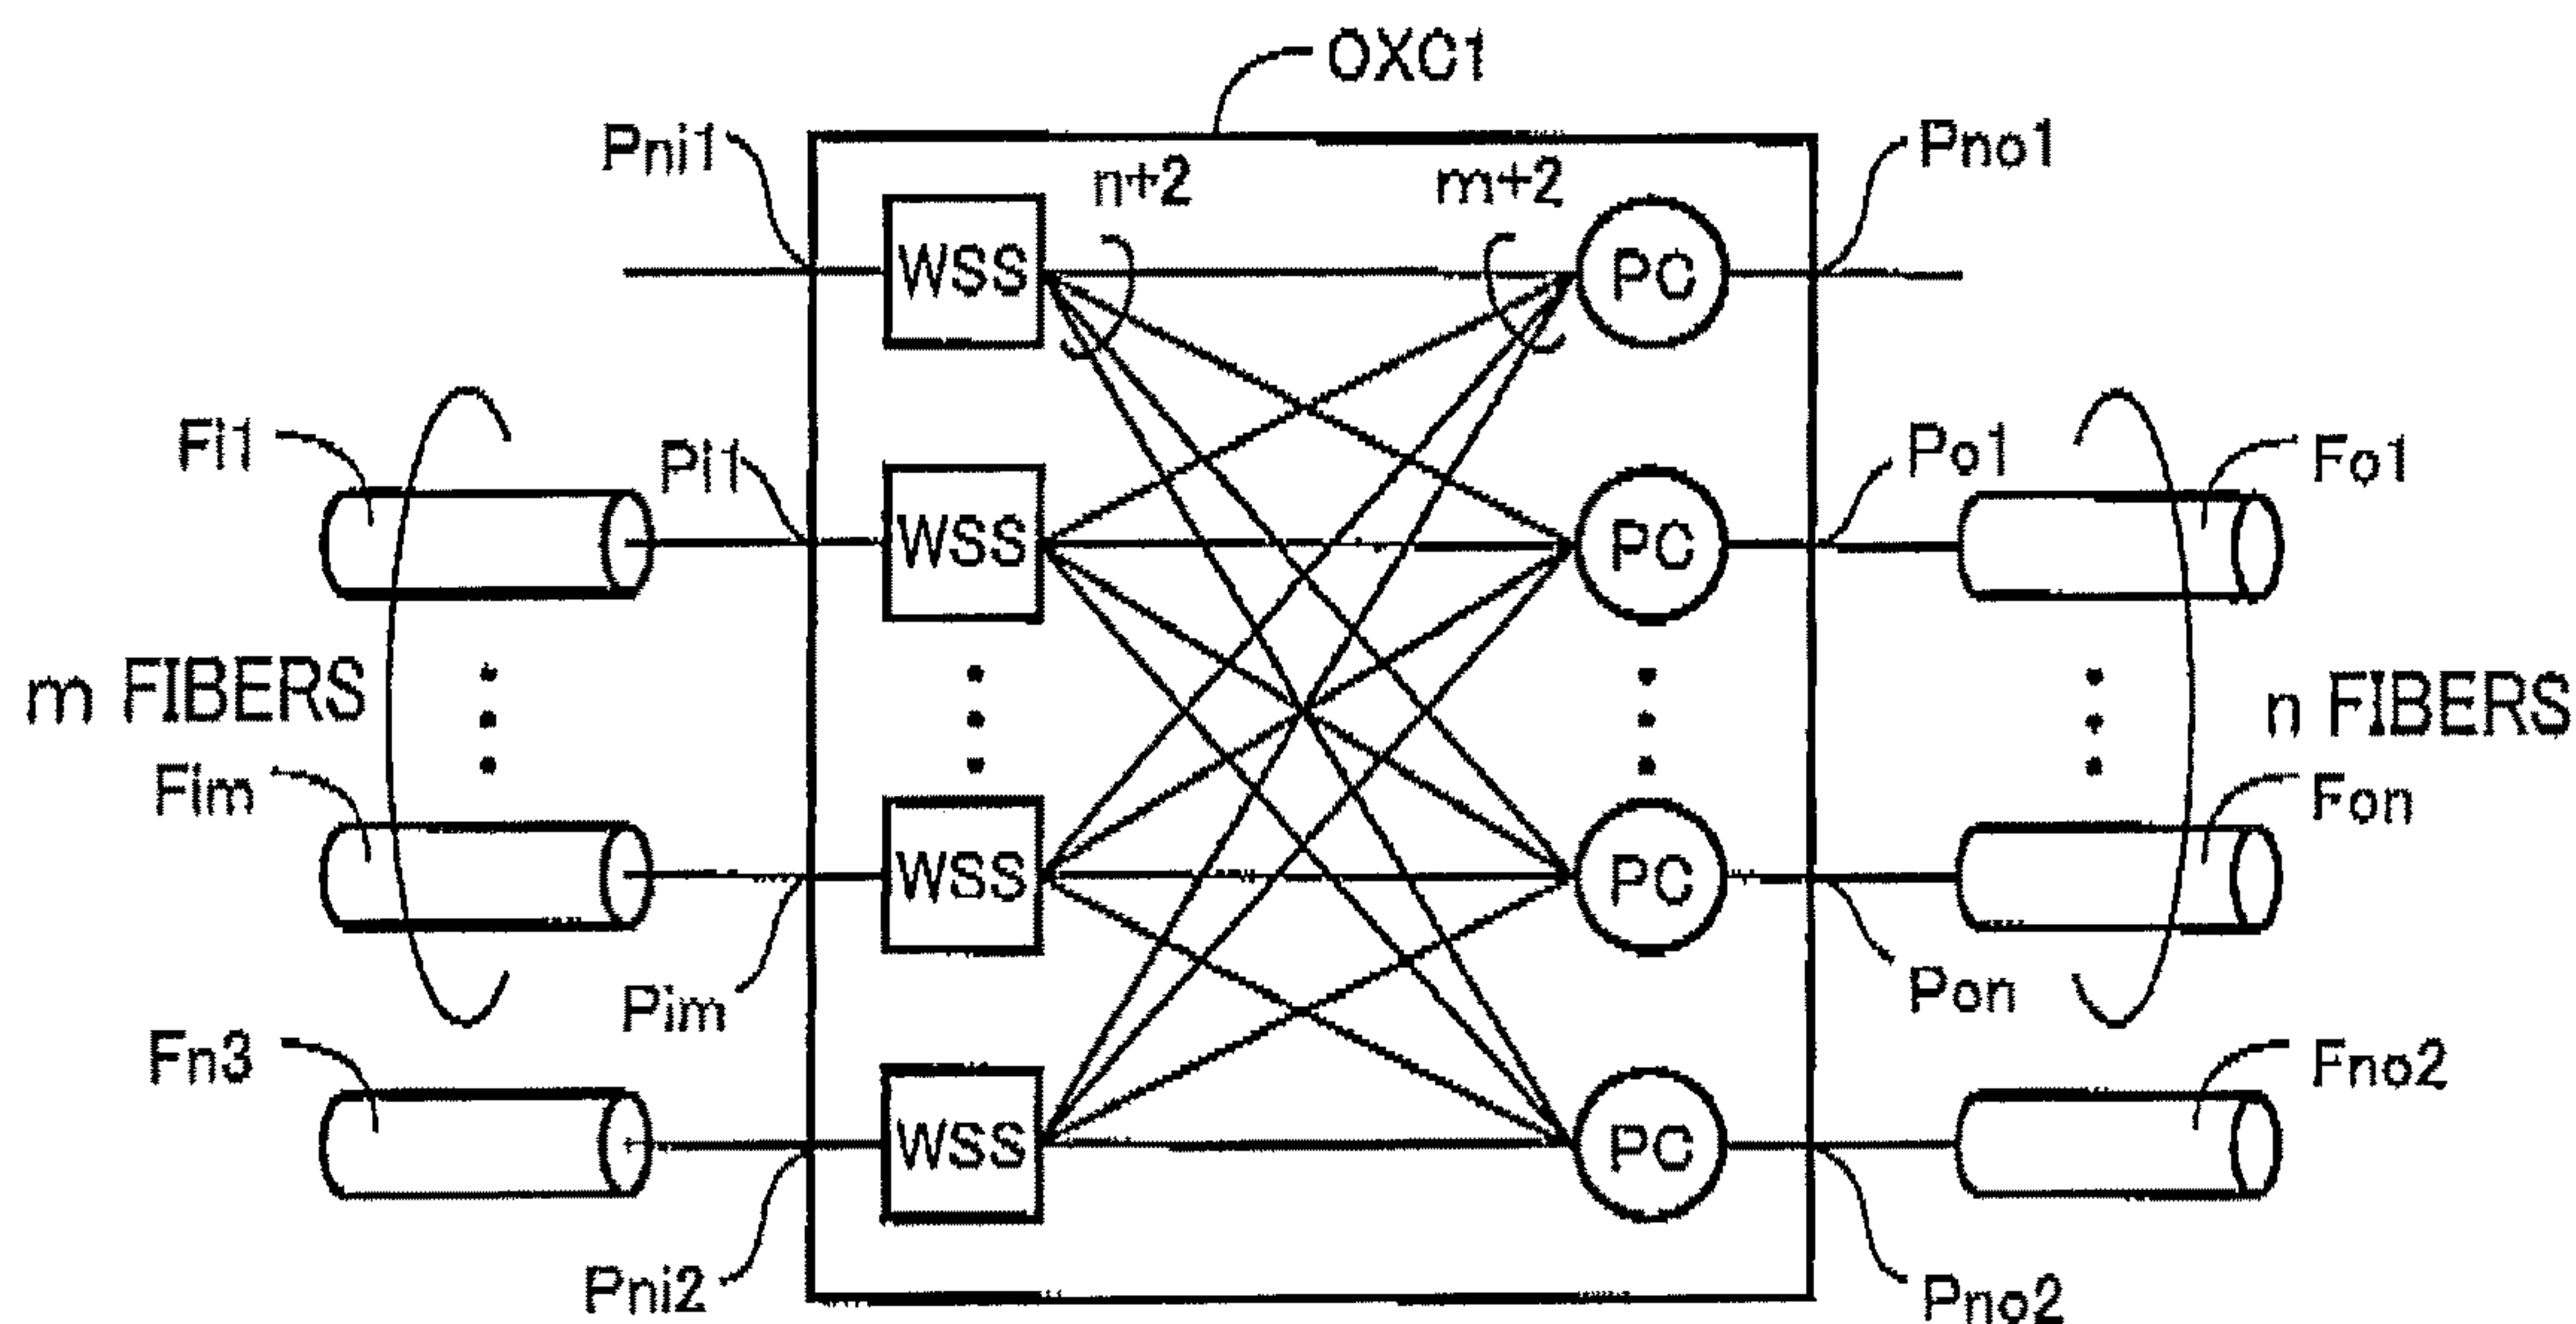 OXC1
Pni1
n+2
m+2
Pno1
WSS
PC
Fi1
Pi1
Po1
Fo1
WSS
PC
m FIBERS
n FIBERS
Fim
Fon
WSS
PC
Pim
Pon
Fn3
Fno2
WSS
PC
Pni2
Pno2